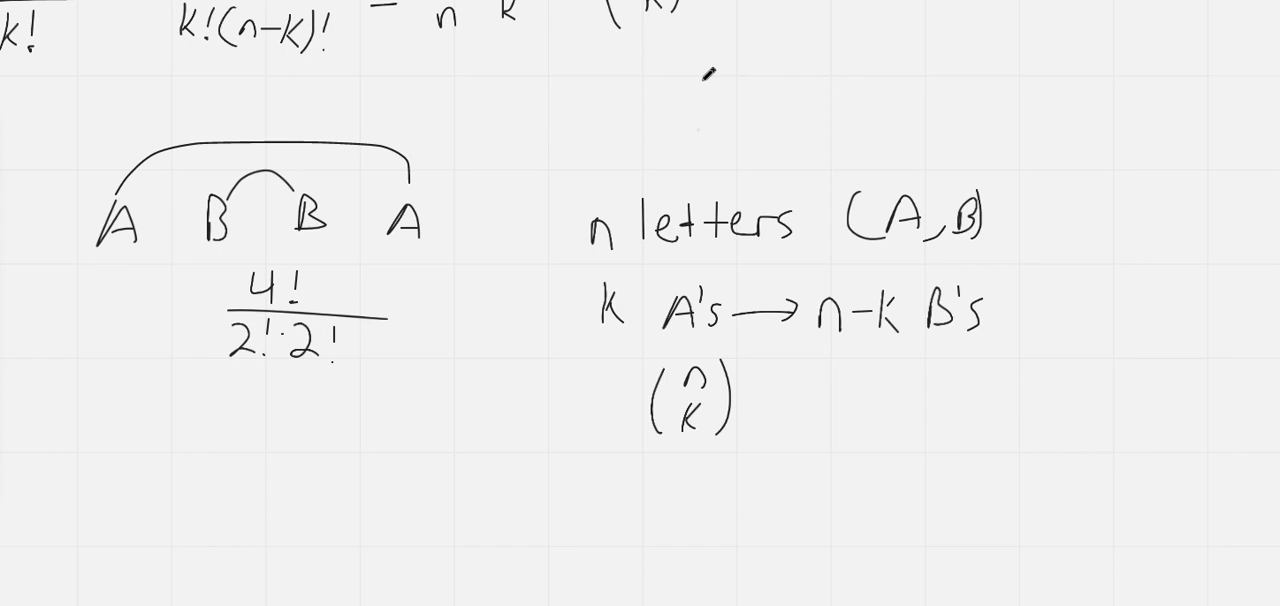 k! k!(n-k)! = n k (k)
A B B A
4!
2!·2!
n letters (A,B)
k A's → n-k B's
(n
k)